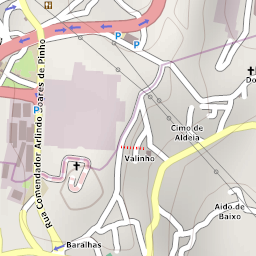 P
P
P
Do
Rua Comendador Arlindo Soares de Pinho
Cimo de
Aldeia
Valinho
Aido de
Baixo
Baralhas